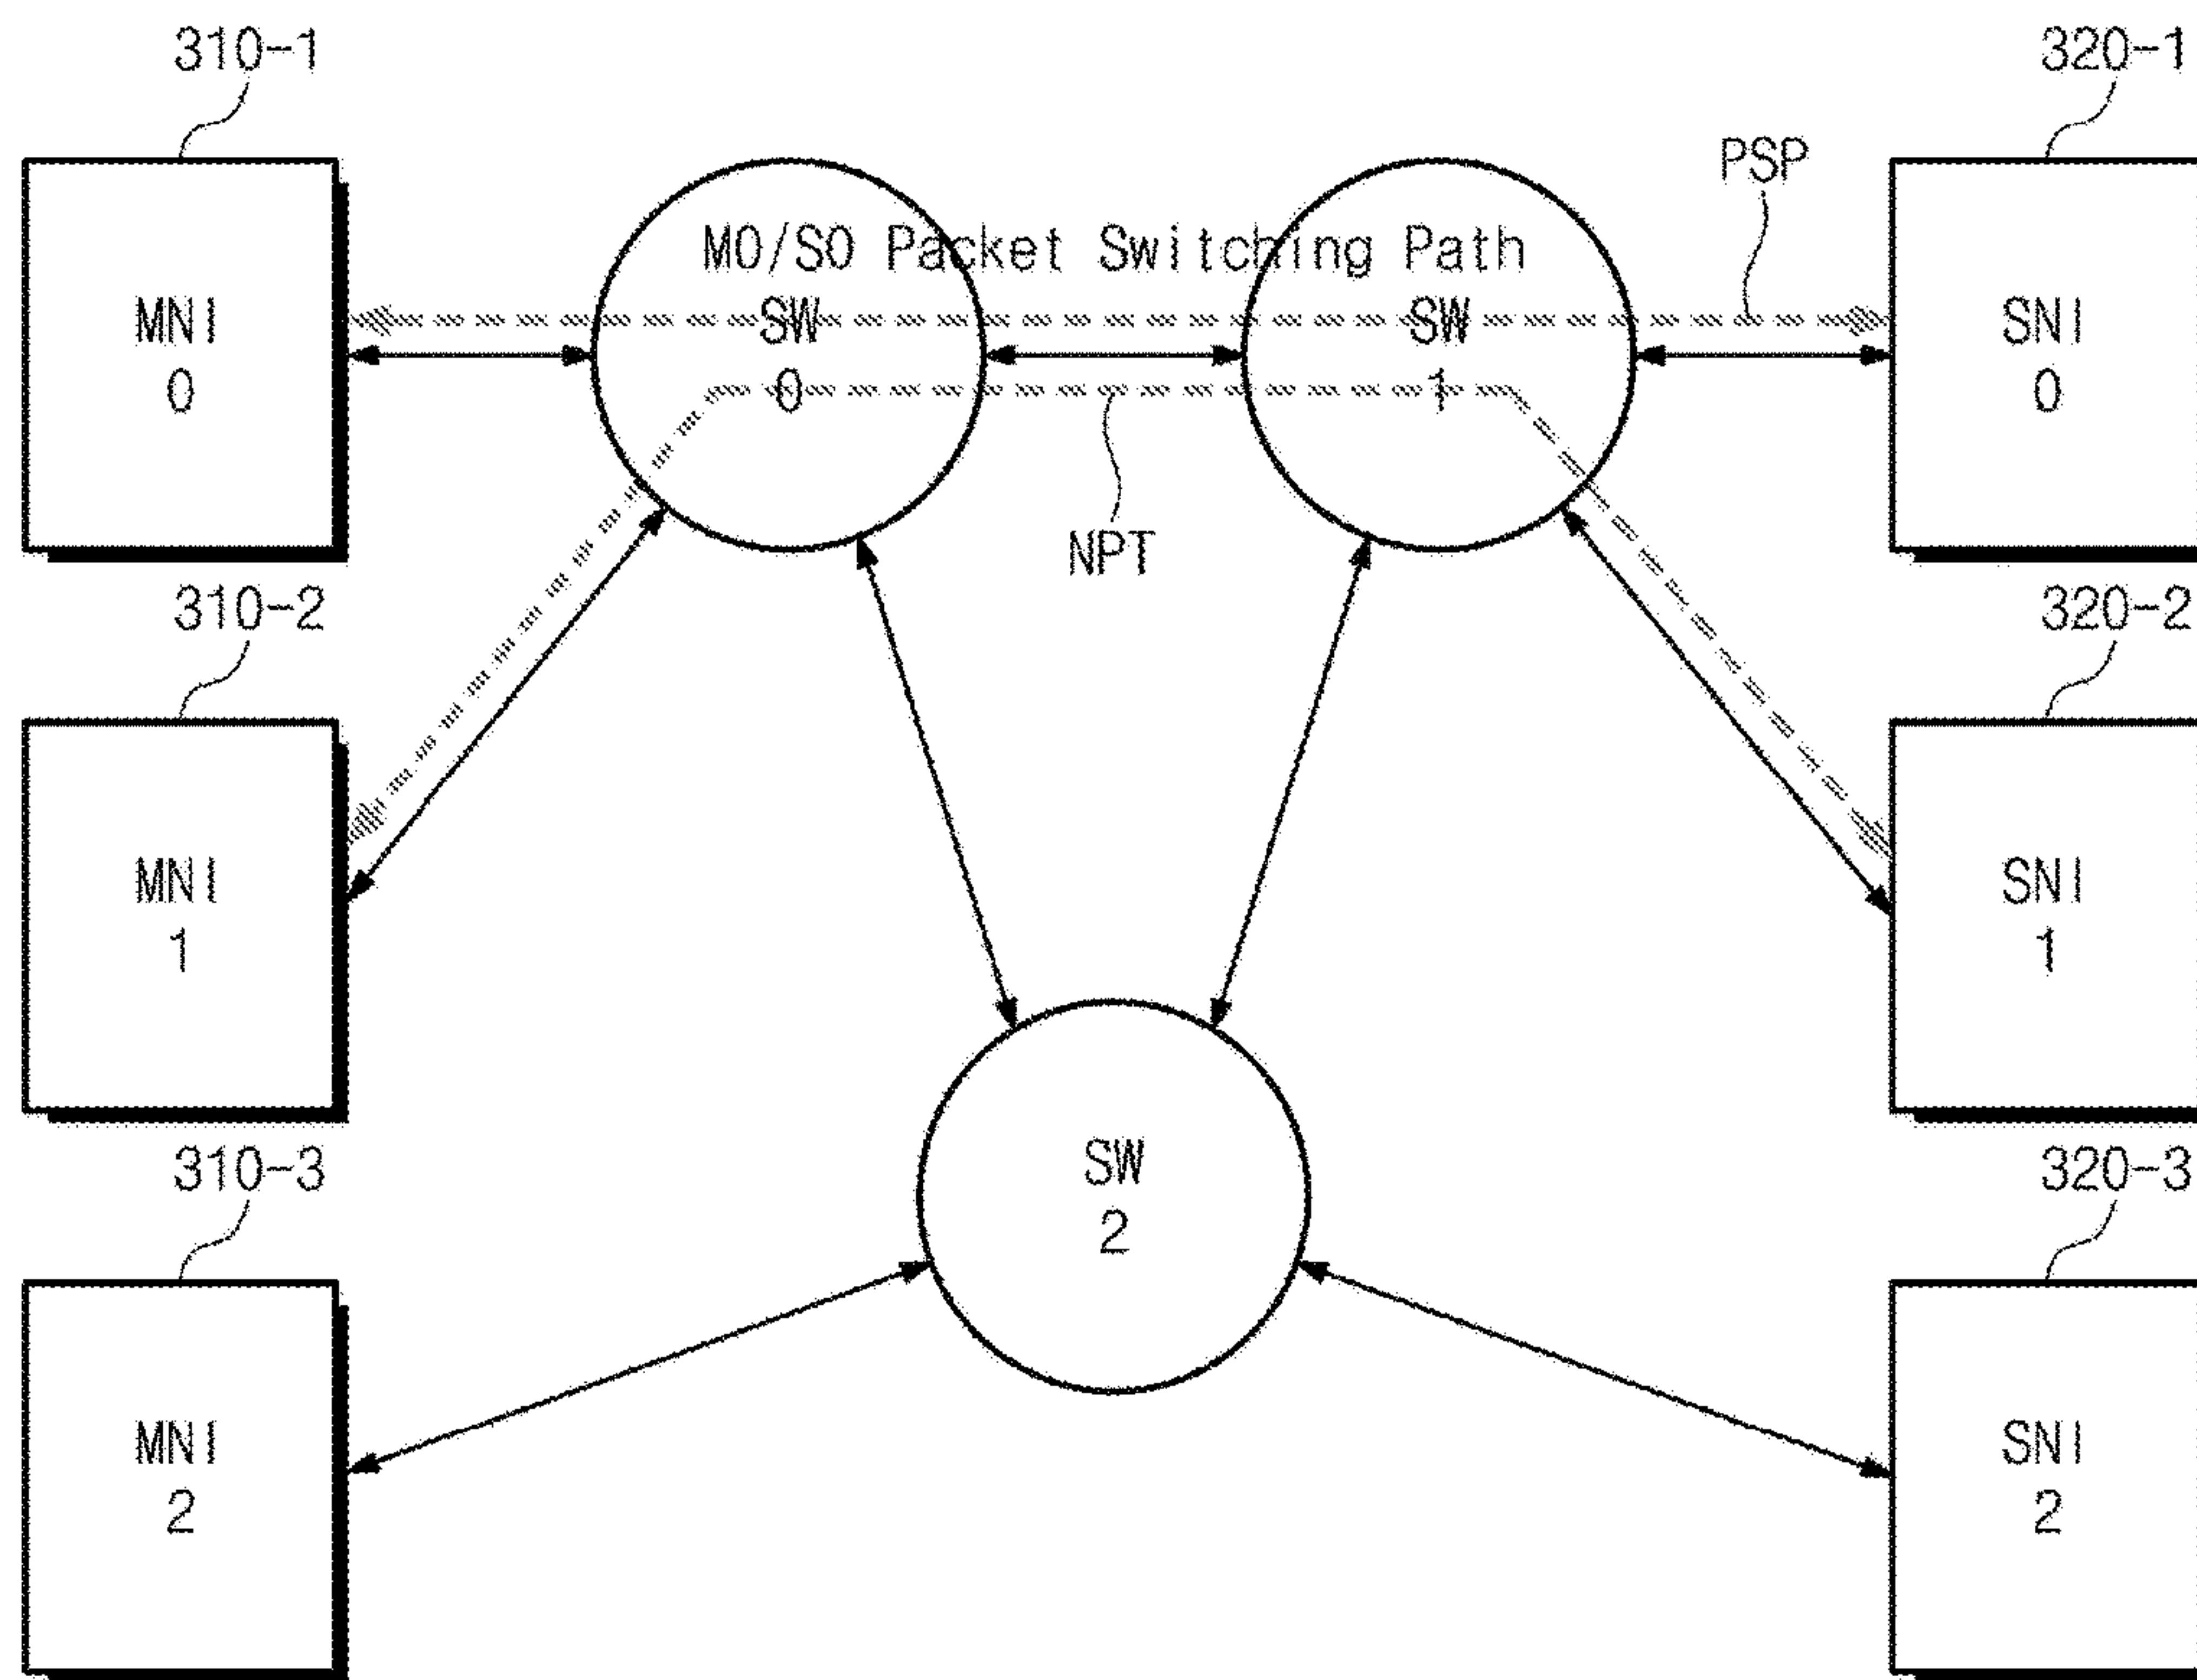 310-1
320-1
PSP
M0/S0 Packet Switching Path
MNI
0
SW
0
SW
1
SNI
0
NPT
310-2
320-2
MNI
1
SNI
1
310-3
320-3
SW
2
MNI
2
SNI
2